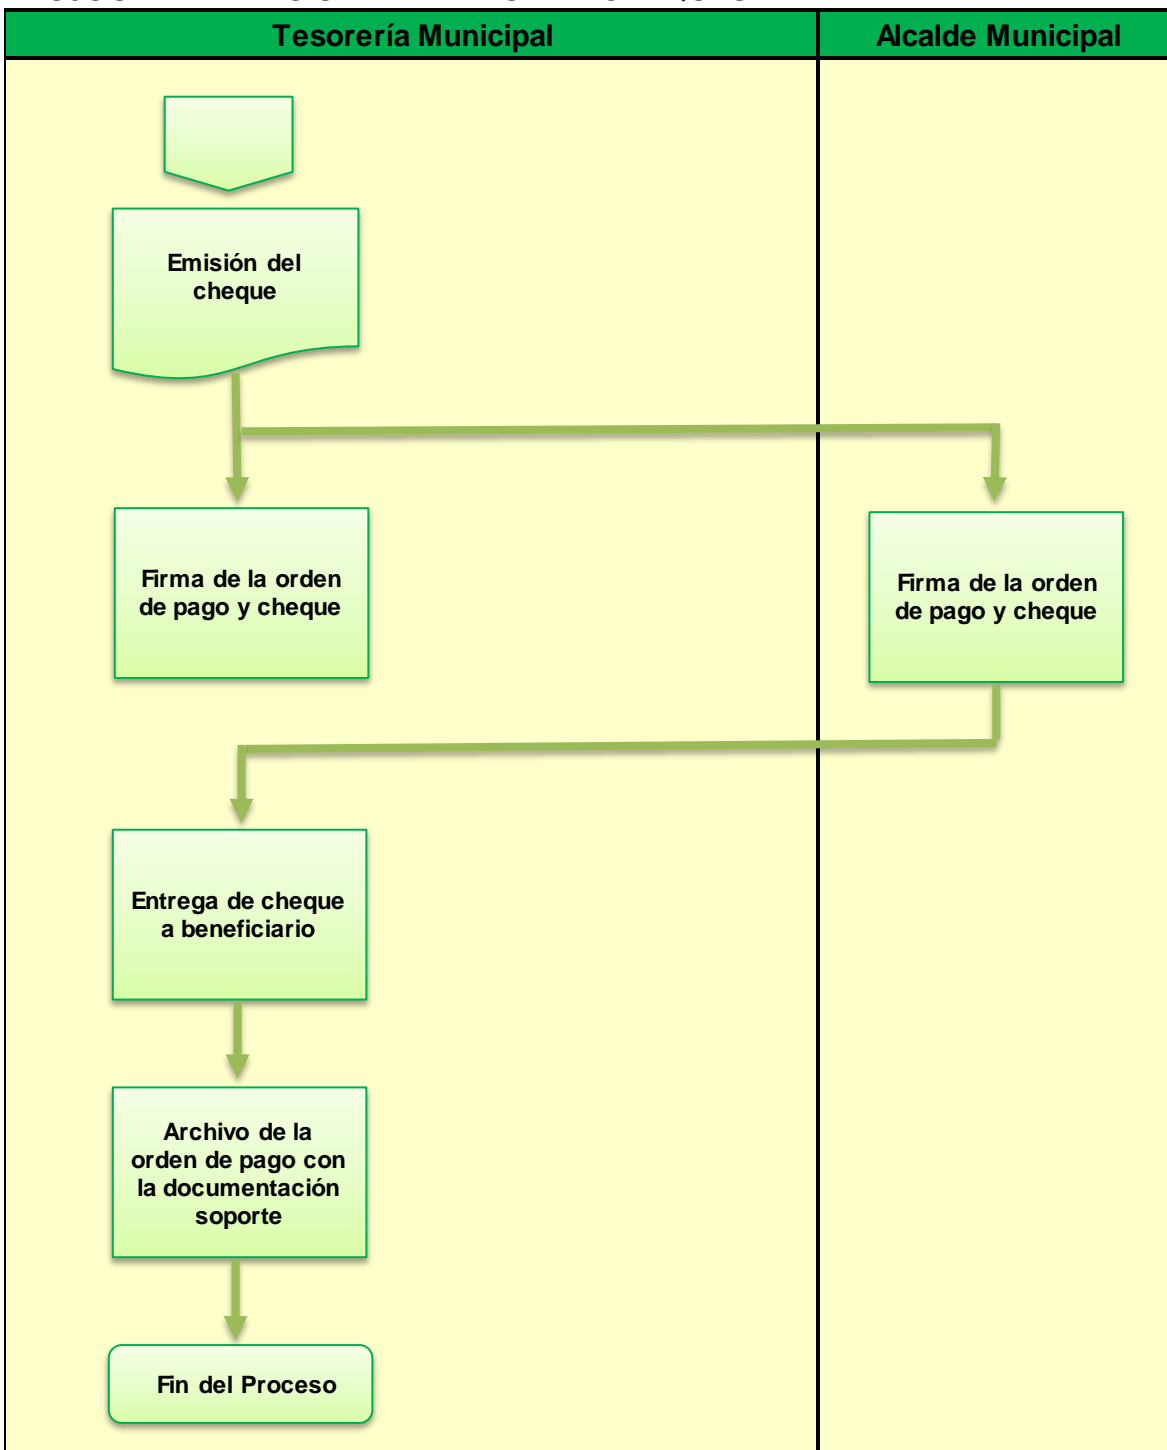 Tesorería Municipal
Alcalde Municipal
Emisión del
cheque
Firma de la orden
de pago y cheque
Firma de la orden
de pago y cheque
Entrega de cheque
a beneficiario
Archivo de la
orden de pago con
la documentación
soporte
Fin del Proceso